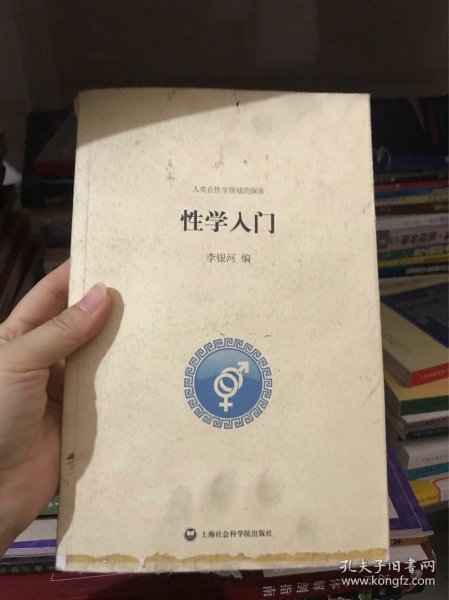 人类在性学领域的探索
性学入门
李银河 编
上海社会科学院出版社
孔夫子旧书网
www.kongfz.com